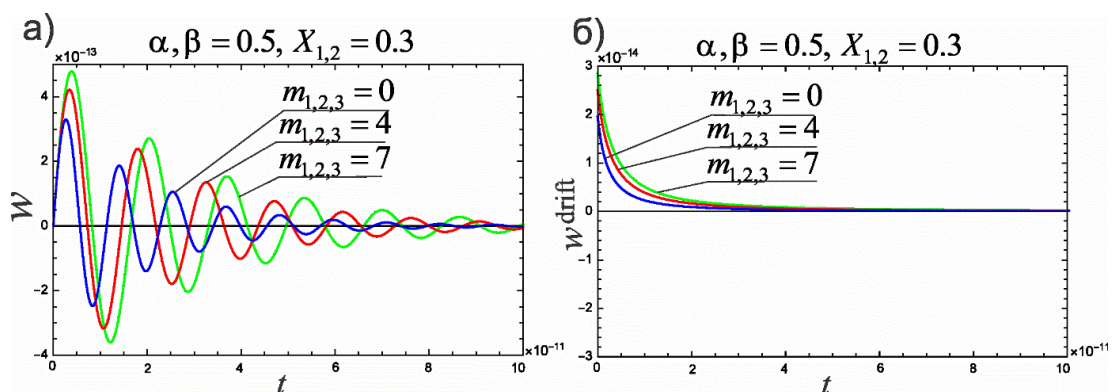 а)
α, β = 0.5, X₁,₂ = 0.3
×10⁻¹³
4
2
0
−2
−4
w
m₁,₂,₃ = 0
m₁,₂,₃ = 4
m₁,₂,₃ = 7
0 2 4 6 8 10
×10⁻¹¹
t
б)
α, β = 0.5, X₁,₂ = 0.3
×10⁻¹⁴
3
2
1
0
−1
−2
−3
w^drift
m₁,₂,₃ = 0
m₁,₂,₃ = 4
m₁,₂,₃ = 7
0 2 4 6 8 10
×10⁻¹¹
t